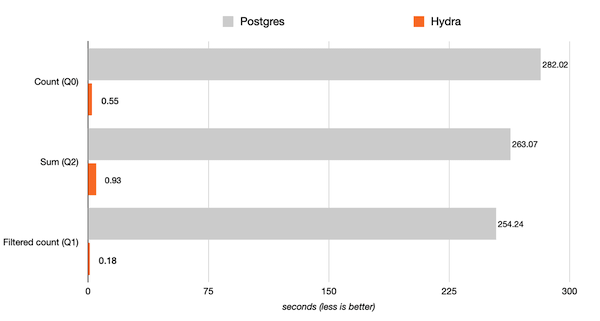 Postgres Hydra
Count (Q0)
282.02
0.55
Sum (Q2)
263.07
0.93
Filtered count (Q1)
254.24
0.18
0 75 150 225 300
seconds (less is better)